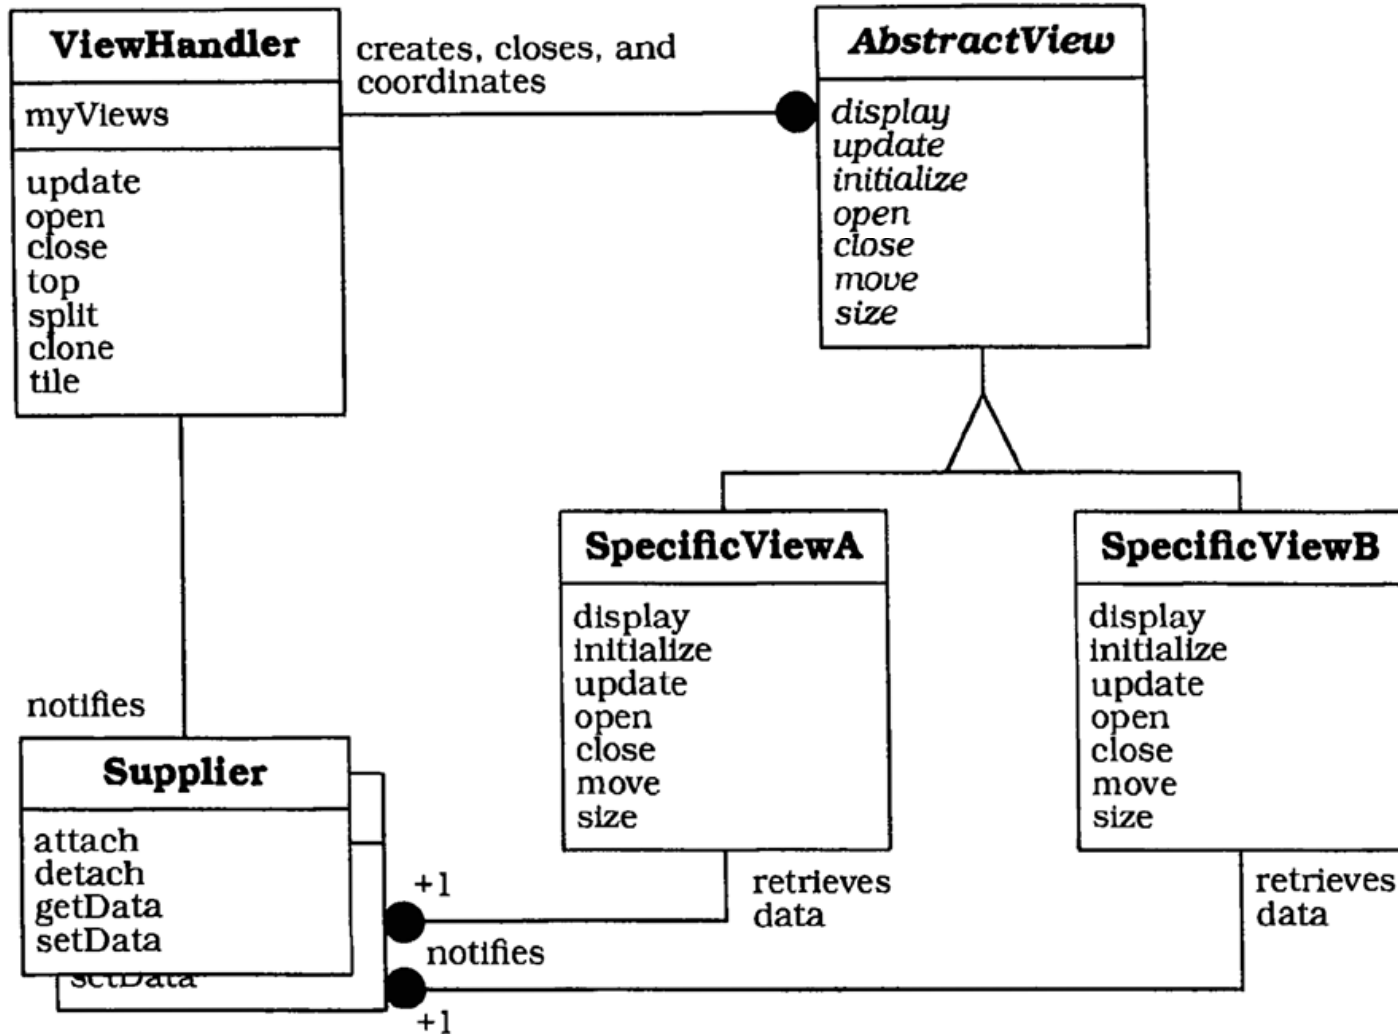 ViewHandler
myViews
update
open
close
top
split
clone
tile
creates, closes, and
coordinates
AbstractView
display
update
initialize
open
close
move
size
SpecificViewA
display
initialize
update
open
close
move
size
SpecificViewB
display
initialize
update
open
close
move
size
notifies
Supplier
attach
detach
getData
setData
setData
+1
notifies
+1
retrieves
data
retrieves
data